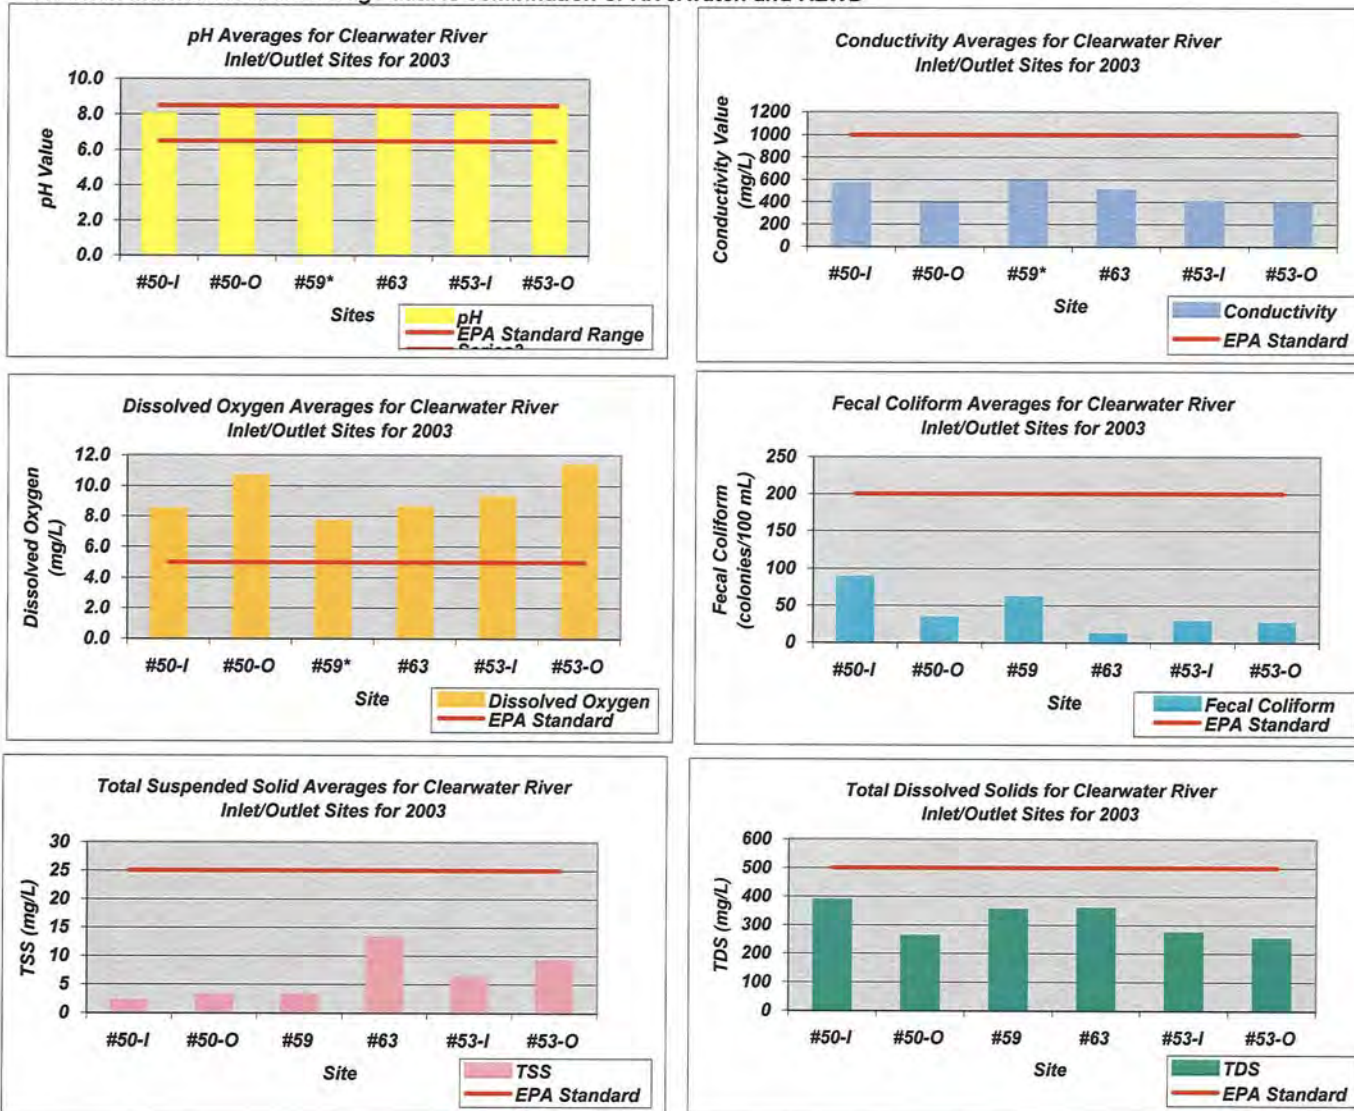 pH Averages for Clearwater River
Inlet/Outlet Sites for 2003
10.0
8.0
6.0
4.0
2.0
0.0
pH Value
#50-I #50-O #59* #63 #53-I #53-O
Sites
pH
EPA Standard Range
Conductivity Averages for Clearwater River
Inlet/Outlet Sites for 2003
1200
1000
800
600
400
200
0
Conductivity Value
(mg/L)
#50-I #50-O #59* #63 #53-I #53-O
Site
Conductivity
EPA Standard
Dissolved Oxygen Averages for Clearwater River
Inlet/Outlet Sites for 2003
12.0
10.0
8.0
6.0
4.0
2.0
0.0
Dissolved Oxygen
(mg/L)
#50-I #50-O #59* #63 #53-I #53-O
Site
Dissolved Oxygen
EPA Standard
Fecal Coliform Averages for Clearwater River
Inlet/Outlet Sites for 2003
250
200
150
100
50
0
Fecal Coliform
(colonies/100 mL)
#50-I #50-O #59 #63 #53-I #53-O
Site
Fecal Coliform
EPA Standard
Total Suspended Solid Averages for Clearwater River
Inlet/Outlet Sites for 2003
30
25
20
15
10
5
0
TSS (mg/L)
#50-I #50-O #59 #63 #53-I #53-O
Site
TSS
EPA Standard
Total Dissolved Solids for Clearwater River
Inlet/Outlet Sites for 2003
600
500
400
300
200
100
0
TDS (mg/L)
#50-I #50-O #59 #63 #53-I #53-O
Site
TDS
EPA Standard